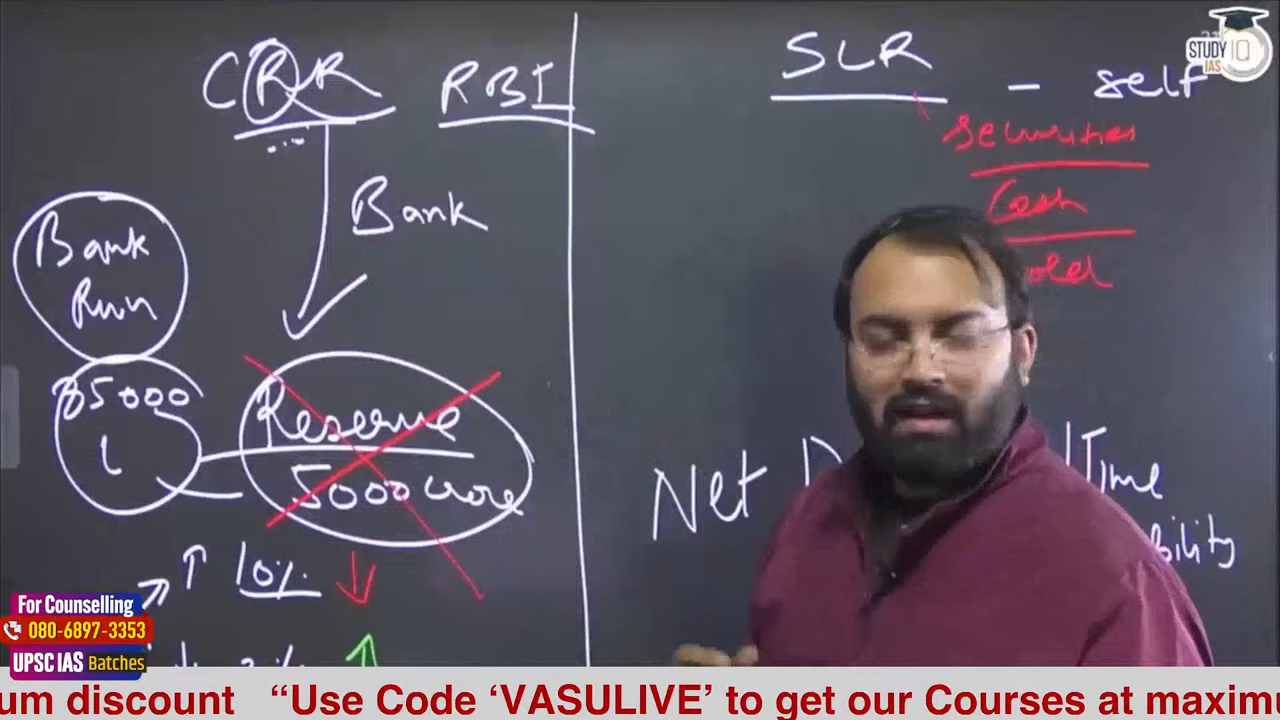 CRR
RBI
Bank
Bank
Run
85000
Reserve
5000 crore
↑ 10%
↓
↑
SLR - self
Securities
Cash
Net
Time
bility
STUDY IQ
IAS
For Counselling
080-6897-3353
UPSC IAS Batches
um discount “Use Code ‘VASULIVE’ to get our Courses at maximu